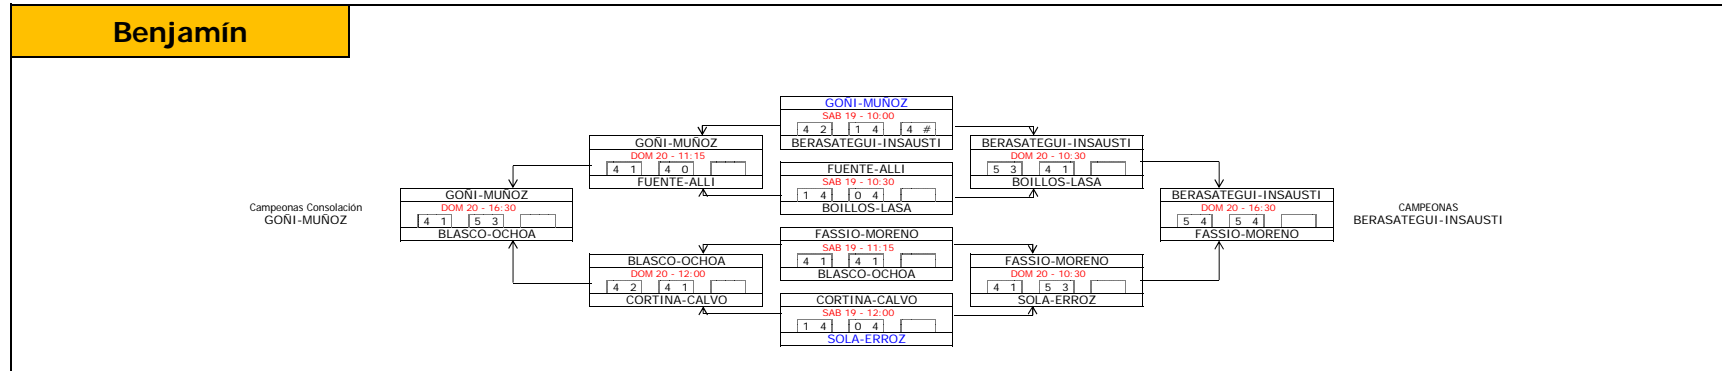 Benjamín
GOÑI-MUÑOZ
SAB 19 - 10:00
4 2 1 4 4 #
BERASATEGUI-INSAUSTI
GOÑI-MUÑOZ
DOM 20 - 11:15
4 1 4 0
FUENTE-ALLI
BERASATEGUI-INSAUSTI
DOM 20 - 10:30
5 3 4 1
BOILLOS-LASA
FUENTE-ALLI
SAB 19 - 10:30
1 4 0 4
BOILLOS-LASA
Campeonas Consolación
GOÑI-MUÑOZ
GOÑI-MUÑOZ
DOM 20 - 16:30
4 1 5 3
BLASCO-OCHOA
BERASATEGUI-INSAUSTI
DOM 20 - 16:30
5 4 5 4
FASSIO-MORENO
CAMPEONAS
BERASATEGUI-INSAUSTI
FASSIO-MORENO
SAB 19 - 11:15
4 1 4 1
BLASCO-OCHOA
BLASCO-OCHOA
DOM 20 - 12:00
4 2 4 1
CORTINA-CALVO
FASSIO-MORENO
DOM 20 - 10:30
4 1 5 3
SOLA-ERROZ
CORTINA-CALVO
SAB 19 - 12:00
1 4 0 4
SOLA-ERROZ